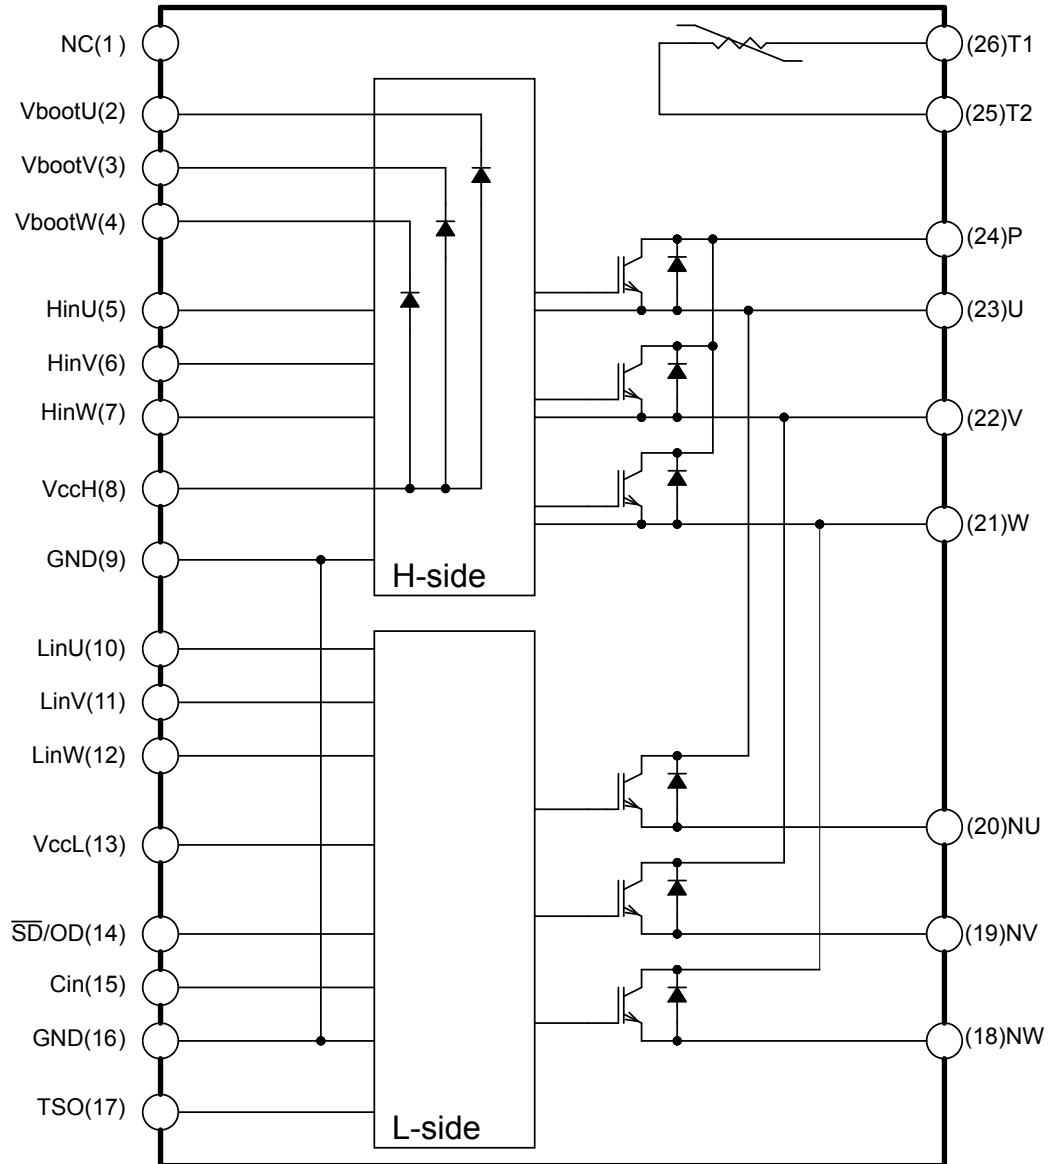 NC(1)
VbootU(2)
VbootV(3)
VbootW(4)
HinU(5)
HinV(6)
HinW(7)
VccH(8)
GND(9)
LinU(10)
LinV(11)
LinW(12)
VccL(13)
S̅D̅/OD(14)
Cin(15)
GND(16)
TSO(17)
H-side
L-side
(26)T1
(25)T2
(24)P
(23)U
(22)V
(21)W
(20)NU
(19)NV
(18)NW